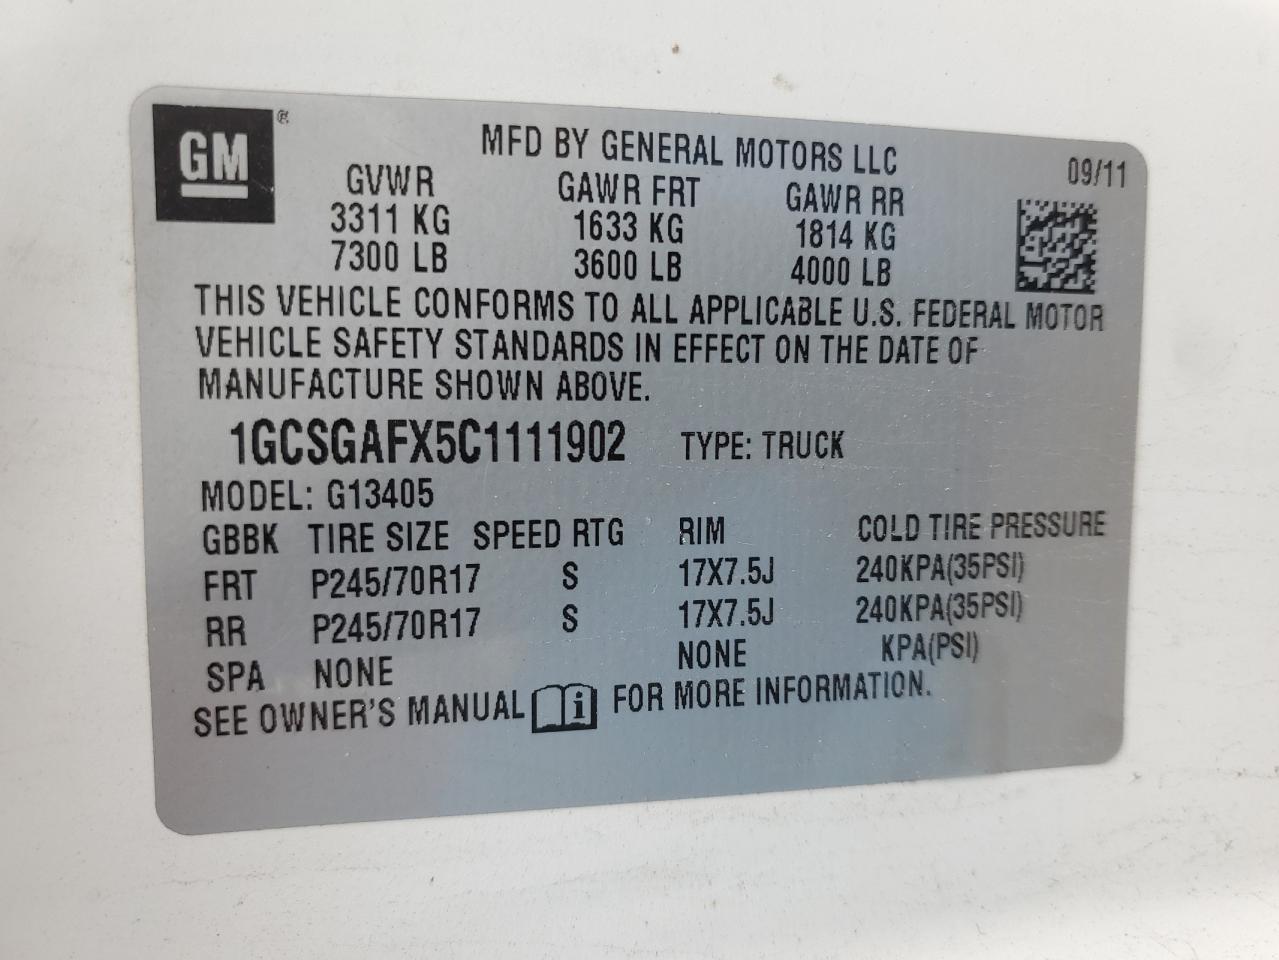 GM ®
MFD BY GENERAL MOTORS LLC 09/11
GVWR GAWR FRT GAWR RR
3311 KG 1633 KG 1814 KG
7300 LB 3600 LB 4000 LB
THIS VEHICLE CONFORMS TO ALL APPLICABLE U.S. FEDERAL MOTOR
VEHICLE SAFETY STANDARDS IN EFFECT ON THE DATE OF
MANUFACTURE SHOWN ABOVE.
1GCSGAFX5C1111902 TYPE: TRUCK
MODEL: G13405
GBBK TIRE SIZE SPEED RTG RIM COLD TIRE PRESSURE
FRT P245/70R17 S 17X7.5J 240KPA(35PSI)
RR P245/70R17 S 17X7.5J 240KPA(35PSI)
SPA NONE NONE KPA(PSI)
SEE OWNER'S MANUAL i FOR MORE INFORMATION.